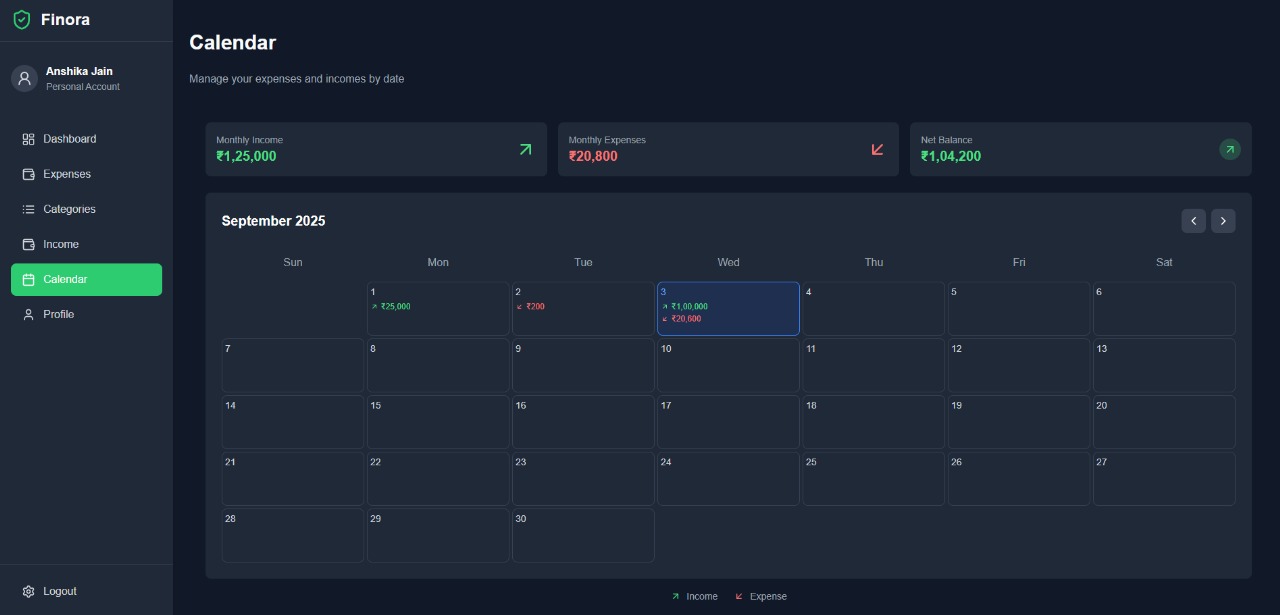 Finora
Anshika Jain
Personal Account
Dashboard
Expenses
Categories
Income
Calendar
Profile
Logout
Calendar
Manage your expenses and incomes by date
Monthly Income
₹1,25,000
Monthly Expenses
₹20,800
Net Balance
₹1,04,200
September 2025
Sun Mon Tue Wed Thu Fri Sat
1 2 3 4 5 6
₹25,000 ₹200 ₹1,00,000
₹20,600
7 8 9 10 11 12 13
14 15 16 17 18 19 20
21 22 23 24 25 26 27
28 29 30
Income Expense